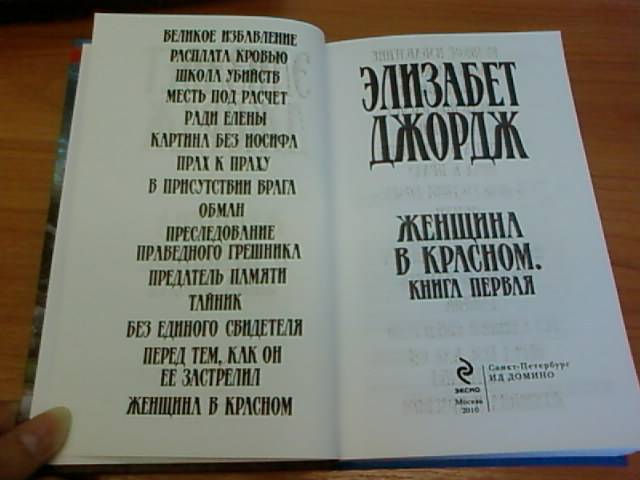 ВЕЛИКОЕ ИЗБАВЛЕНИЕ
РАСПЛАТА КРОВЬЮ
ШКОЛА УБИЙСТВ
МЕСТЬ ПОД РАСЧЕТ
РАДИ ЕЛЕНЫ
КАРТИНА БЕЗ ИОСИФА
ПРАХ К ПРАХУ
В ПРИСУТСТВИИ ВРАГА
ОБМАН
ПРЕСЛЕДОВАНИЕ
ПРАВЕДНОГО ГРЕШНИКА
ПРЕДАТЕЛЬ ПАМЯТИ
ТАЙНИК
БЕЗ ЕДИНОГО СВИДЕТЕЛЯ
ПЕРЕД ТЕМ, КАК ОН
ЕЕ ЗАСТРЕЛИЛ
ЖЕНЩИНА В КРАСНОМ
ЭЛИЗАБЕТ
ДЖОРДЖ
ЖЕНЩИНА
В КРАСНОМ.
КНИГА ПЕРВАЯ
ЭКСМО
Москва
2010
Санкт-Петербург
ИД ДОМИНО